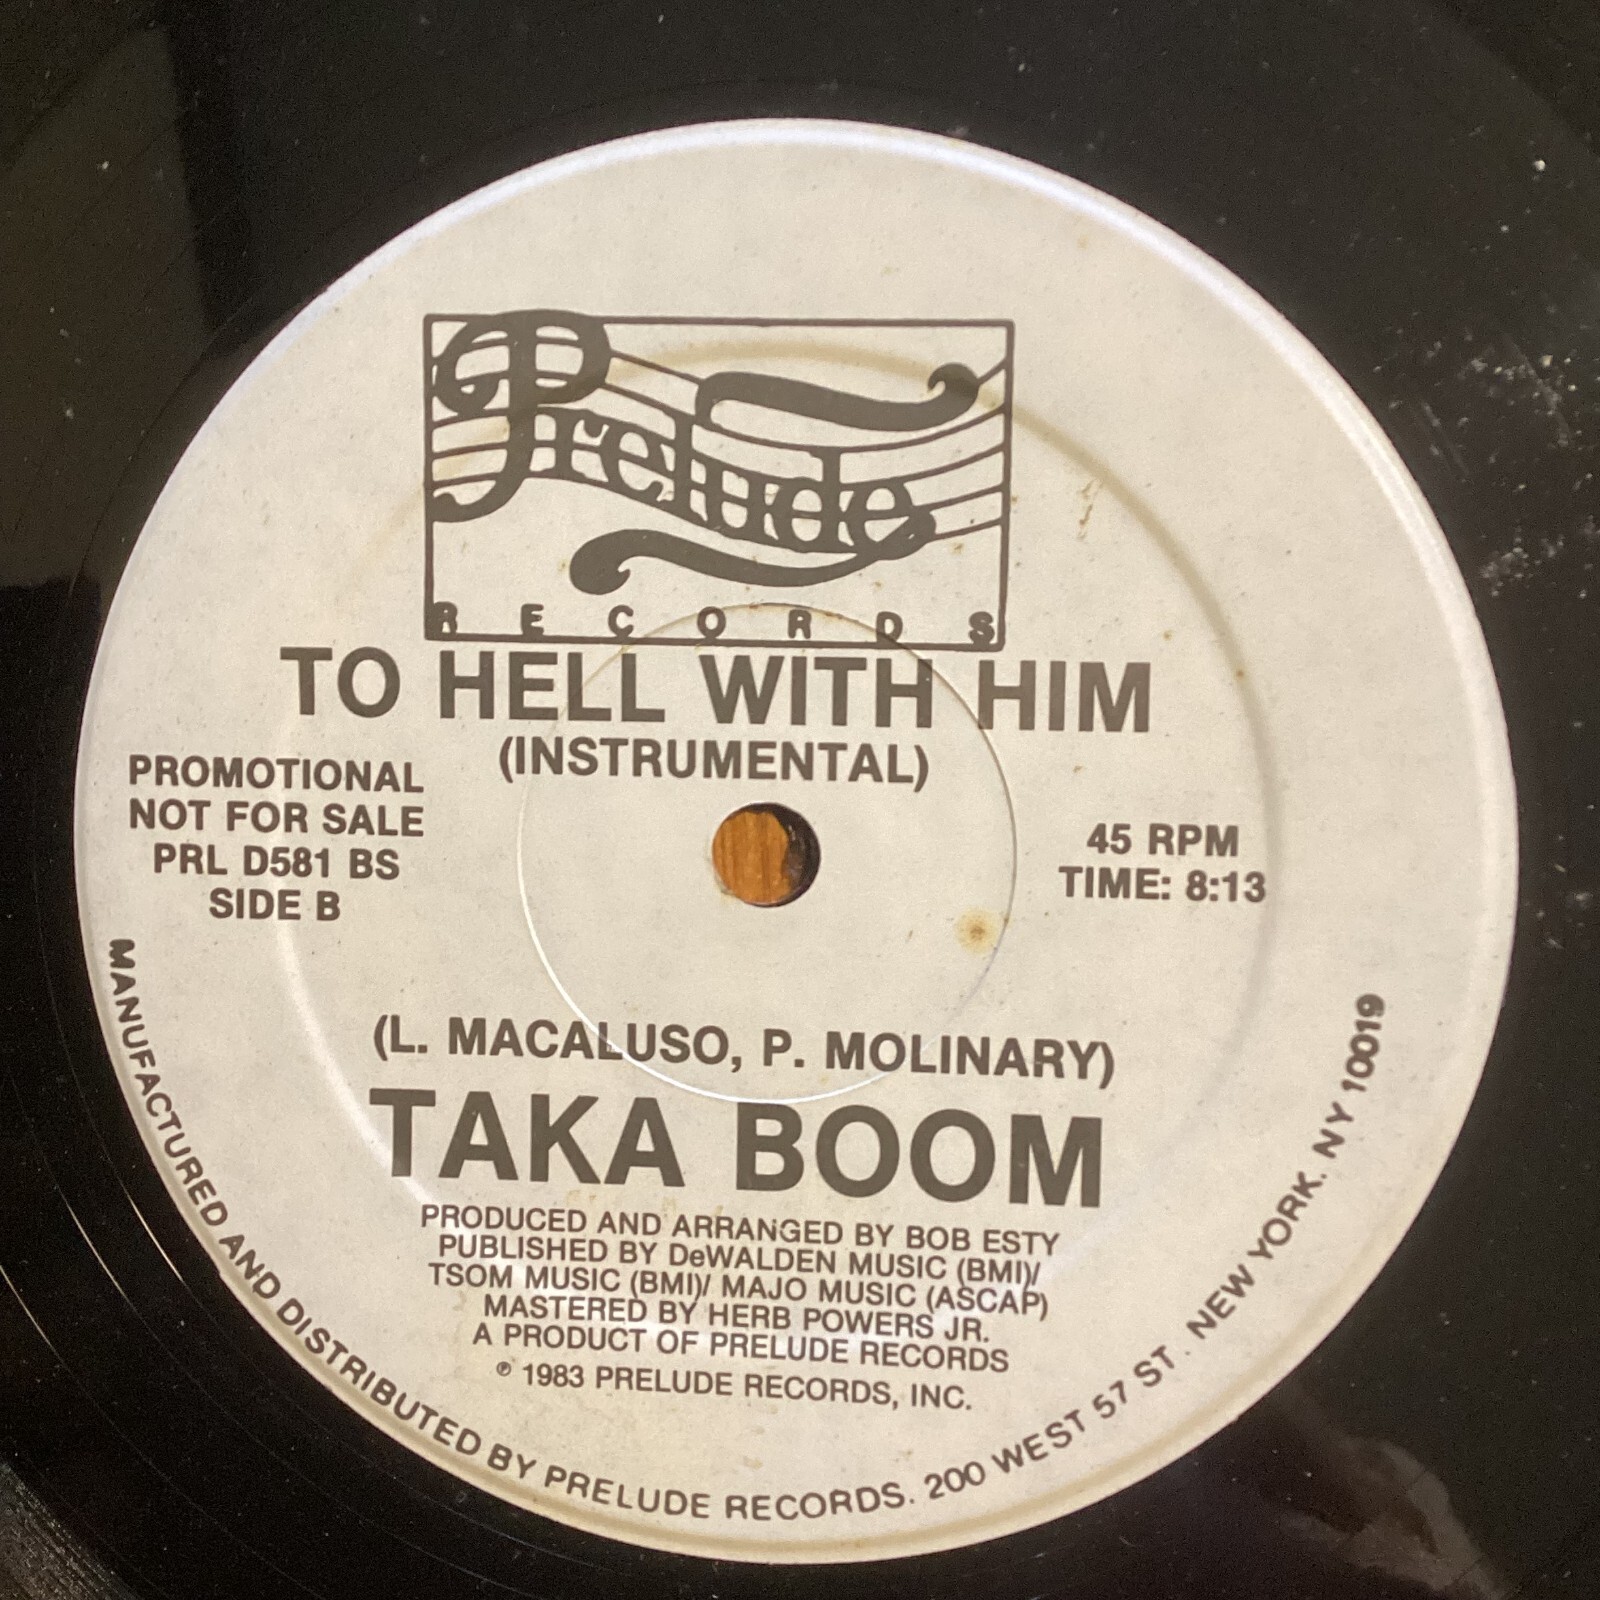 Prelude
RECORDS
TO HELL WITH HIM
(INSTRUMENTAL)
PROMOTIONAL
NOT FOR SALE
PRL D581 BS
SIDE B
45 RPM
TIME: 8:13
(L. MACALUSO, P. MOLINARY)
TAKA BOOM
PRODUCED AND ARRANGED BY BOB ESTY
PUBLISHED BY DeWALDEN MUSIC (BMI)/
TSOM MUSIC (BMI)/ MAJO MUSIC (ASCAP)
MASTERED BY HERB POWERS JR.
A PRODUCT OF PRELUDE RECORDS
℗ 1983 PRELUDE RECORDS, INC.
MANUFACTURED AND DISTRIBUTED BY PRELUDE RECORDS. 200 WEST 57 ST. NEW YORK. NY 10019